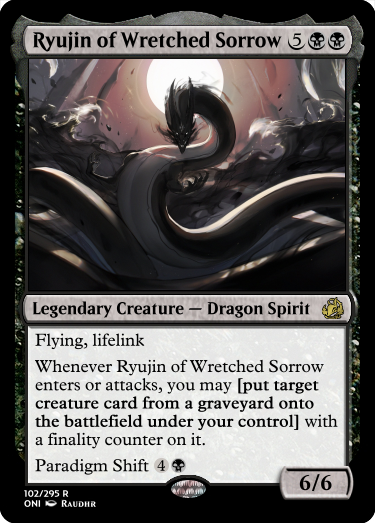 Ryujin of Wretched Sorrow 5
Legendary Creature — Dragon Spirit
Flying, lifelink
Whenever Ryujin of Wretched Sorrow
enters or attacks, you may [put target
creature card from a graveyard onto
the battlefield under your control] with
a finality counter on it.
Paradigm Shift 4
6/6
102/295 R
ONI Raudhr